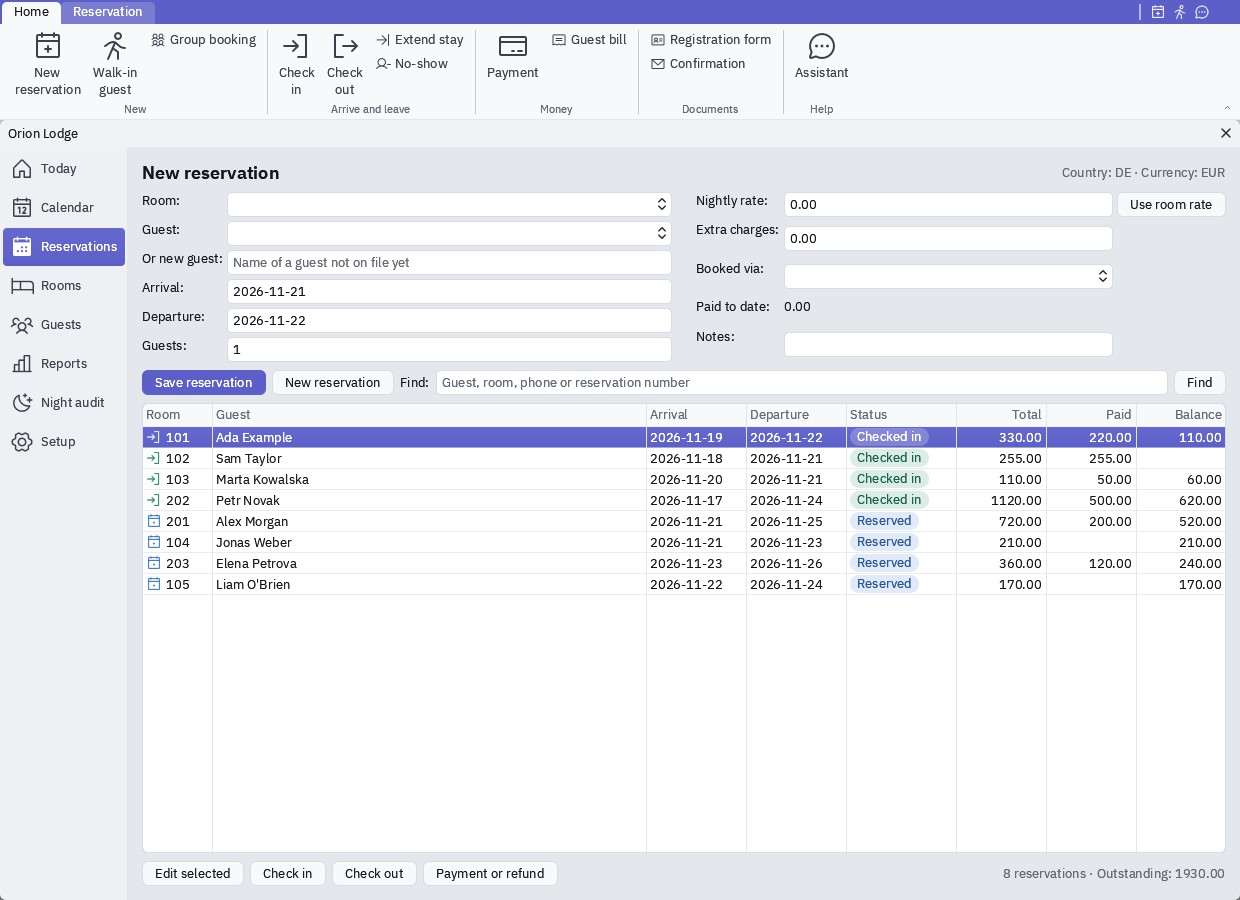 Home Reservation
New reservation
Walk-in guest
Group booking
New
Check in
Check out
Extend stay
No-show
Arrive and leave
Payment
Guest bill
Money
Registration form
Confirmation
Documents
Assistant
Help
Orion Lodge
Today
Calendar
12
Reservations
Rooms
Guests
Reports
Night audit
Setup
New reservation Country: DE · Currency: EUR
Room:
Guest:
Or new guest: Name of a guest not on file yet
Arrival: 2026-11-21
Departure: 2026-11-22
Guests: 1
Nightly rate: 0.00 Use room rate
Extra charges: 0.00
Booked via:
Paid to date: 0.00
Notes:
Save reservation New reservation Find: Guest, room, phone or reservation number Find
Room Guest Arrival Departure Status Total Paid Balance
101 Ada Example 2026-11-19 2026-11-22 Checked in 330.00 220.00 110.00
102 Sam Taylor 2026-11-18 2026-11-21 Checked in 255.00 255.00
103 Marta Kowalska 2026-11-20 2026-11-21 Checked in 110.00 50.00 60.00
202 Petr Novak 2026-11-17 2026-11-24 Checked in 1120.00 500.00 620.00
201 Alex Morgan 2026-11-21 2026-11-25 Reserved 720.00 200.00 520.00
104 Jonas Weber 2026-11-21 2026-11-23 Reserved 210.00 210.00
203 Elena Petrova 2026-11-23 2026-11-26 Reserved 360.00 120.00 240.00
105 Liam O'Brien 2026-11-22 2026-11-24 Reserved 170.00 170.00
Edit selected Check in Check out Payment or refund 8 reservations · Outstanding: 1930.00